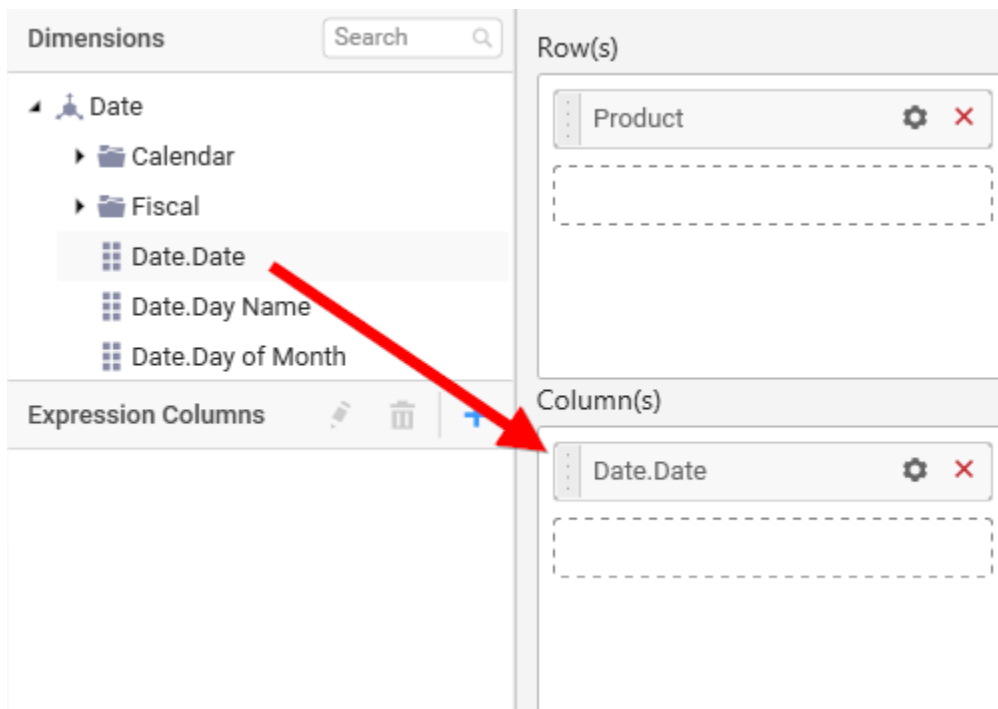 Dimensions
Search
Date
Calendar
Fiscal
Date.Date
Date.Day Name
Date.Day of Month
Expression Columns
Row(s)
Product
Column(s)
Date.Date